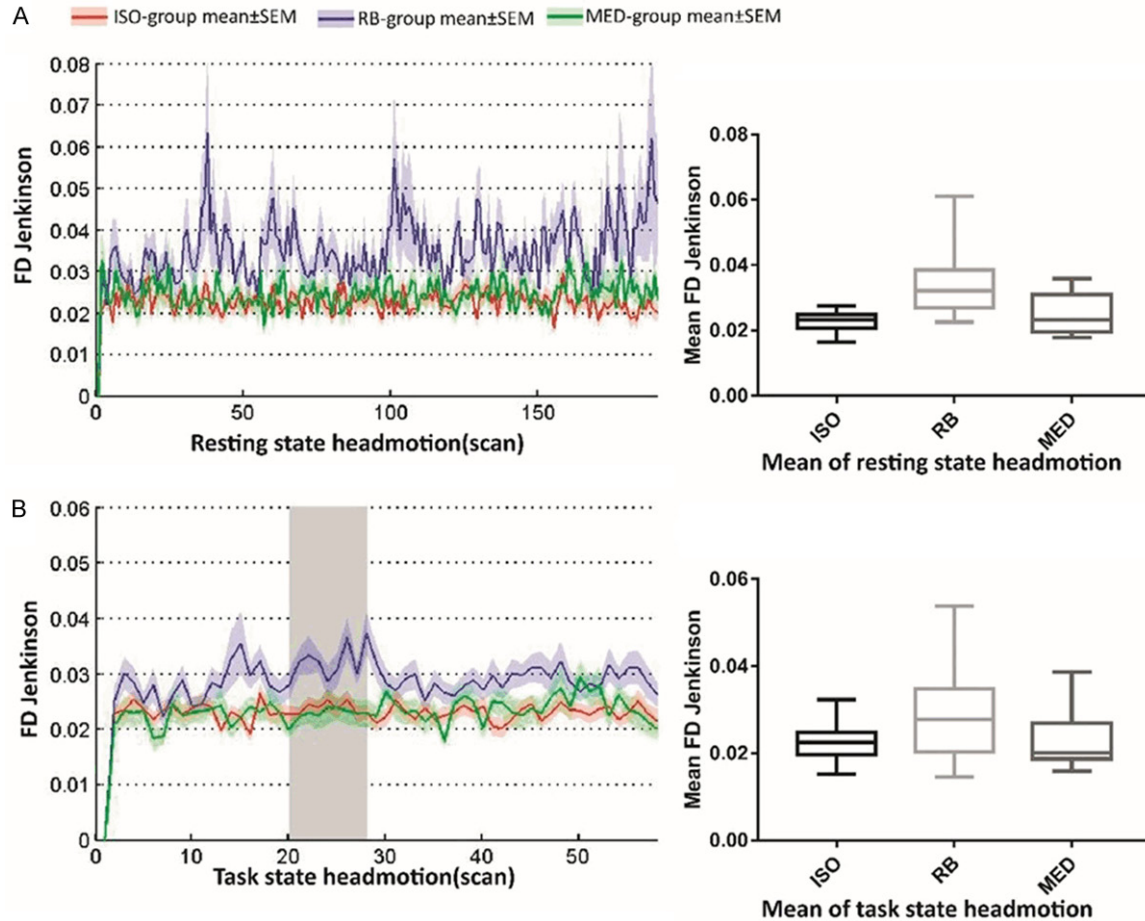 A
ISO-group mean±SEM RB-group mean±SEM MED-group mean±SEM
FD Jenkinson
0.08
0.07
0.06
0.05
0.04
0.03
0.02
0.01
0
0 50 100 150
Resting state headmotion(scan)
Mean FD Jenkinson
0.08
0.06
0.04
0.02
0.00
ISO RB MED
Mean of resting state headmotion
B
FD Jenkinson
0.06
0.05
0.04
0.03
0.02
0.01
0
0 10 20 30 40 50
Task state headmotion(scan)
Mean FD Jenkinson
0.06
0.04
0.02
0.00
ISO RB MED
Mean of task state headmotion